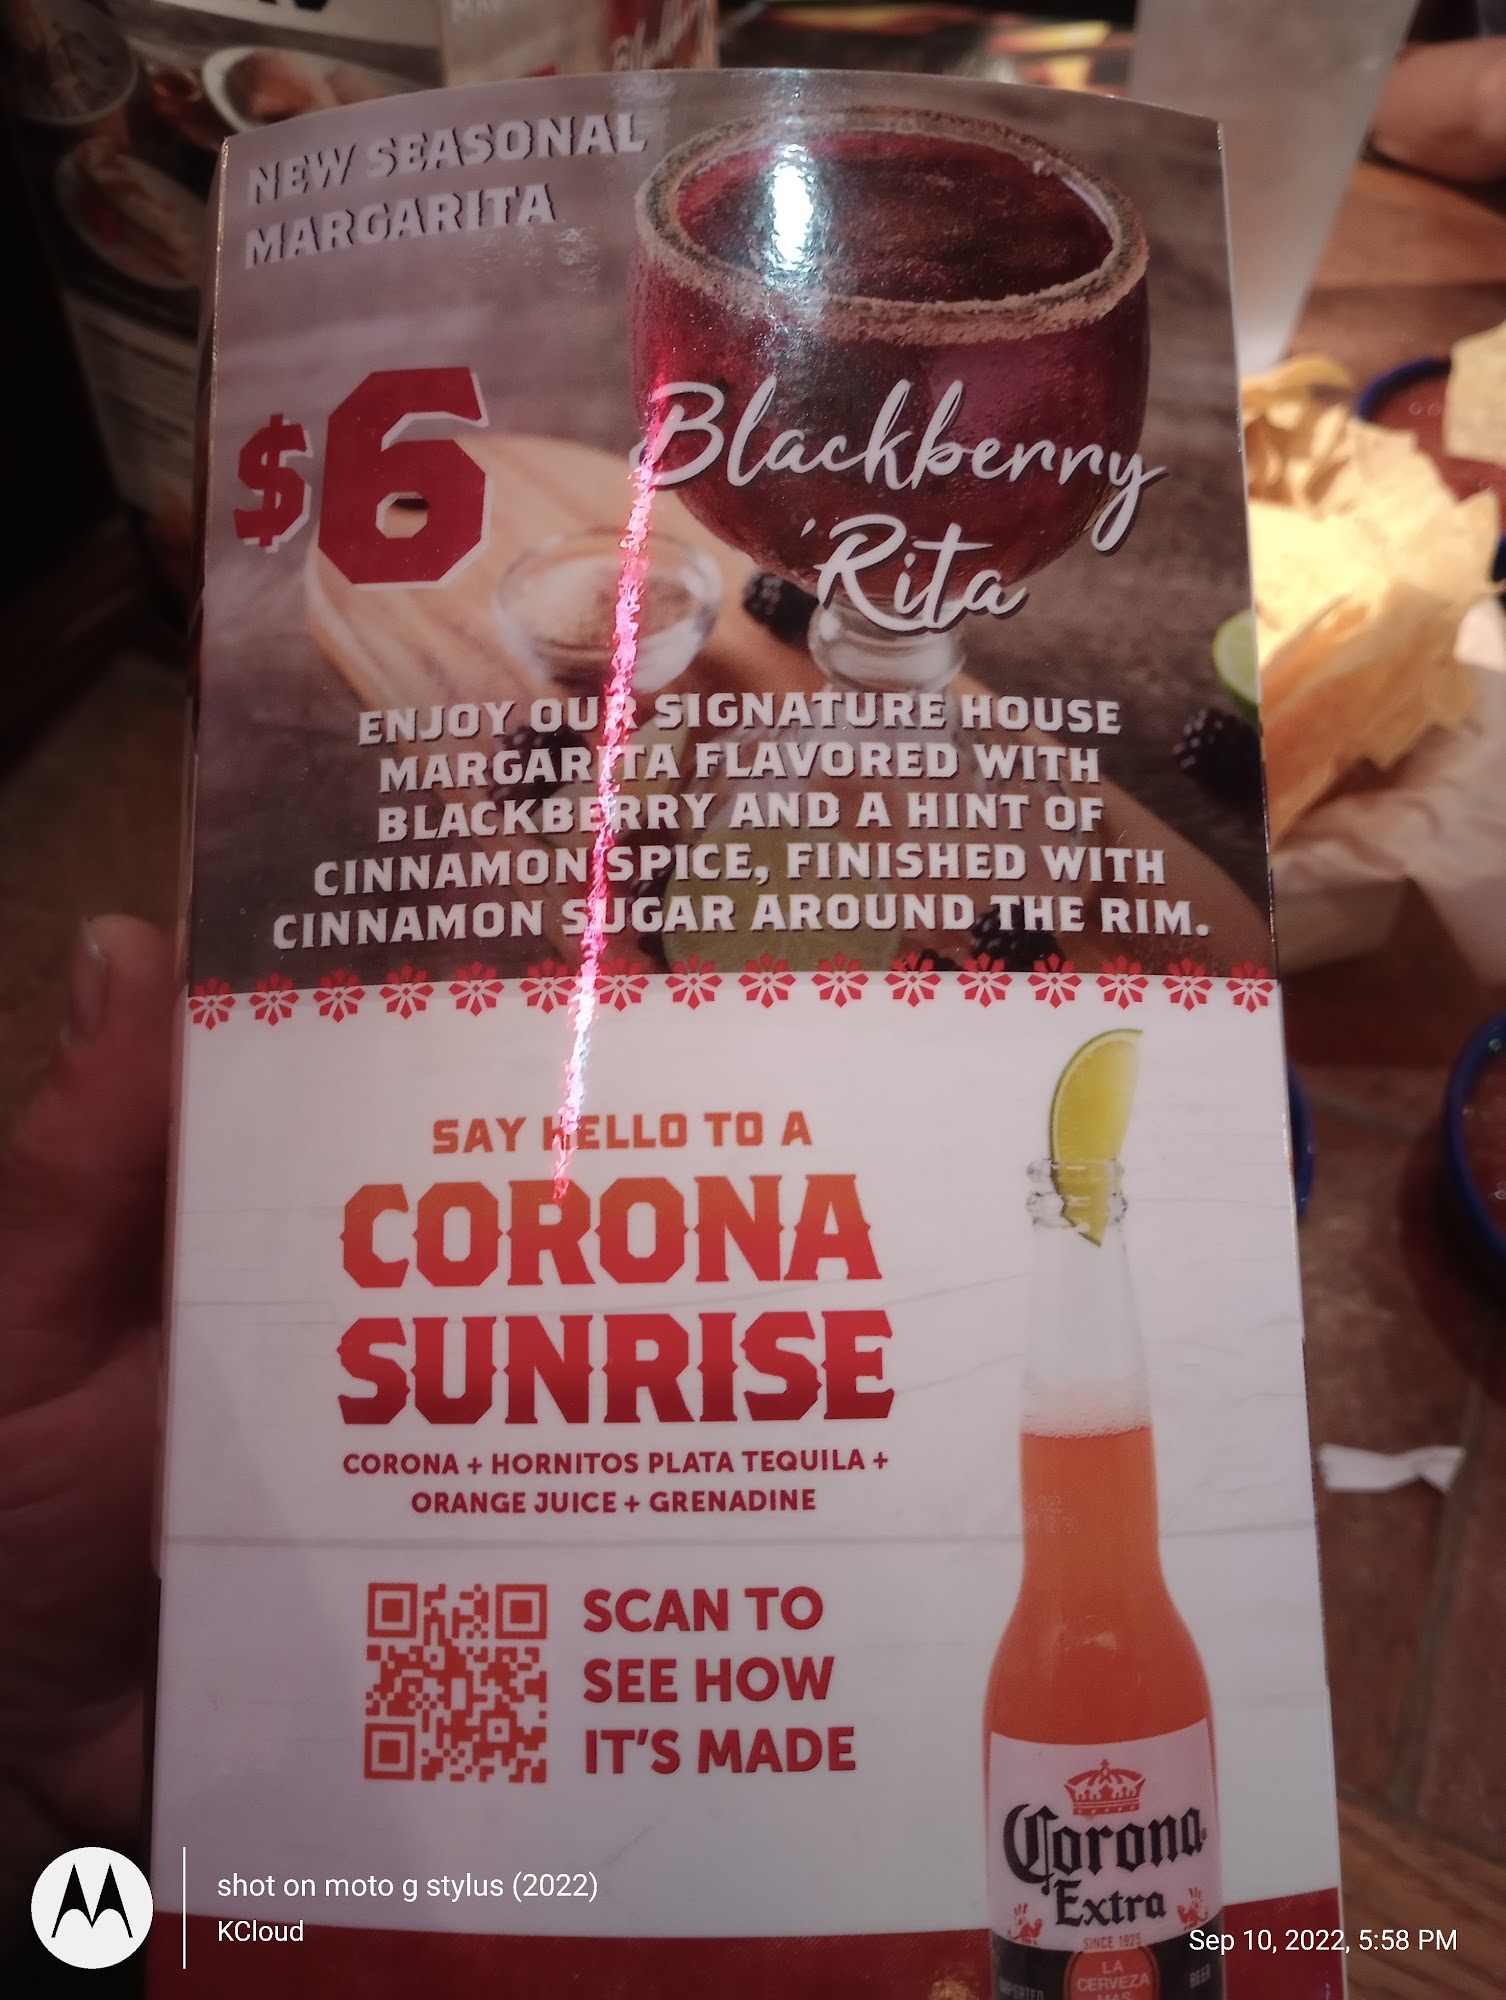 NEW SEASONAL
MARGARITA
$6
Blackberry
'Rita
ENJOY OUR SIGNATURE HOUSE
MARGARITA FLAVORED WITH
BLACKBERRY AND A HINT OF
CINNAMON SPICE, FINISHED WITH
CINNAMON SUGAR AROUND THE RIM.
SAY HELLO TO A
CORONA
SUNRISE
CORONA + HORNITOS PLATA TEQUILA +
ORANGE JUICE + GRENADINE
SCAN TO
SEE HOW
IT'S MADE
Corona
Extra
SINCE 1925
LA
CERVEZA
MAS
IMPORTED
BEER
shot on moto g stylus (2022)
KCloud
Sep 10, 2022, 5:58 PM